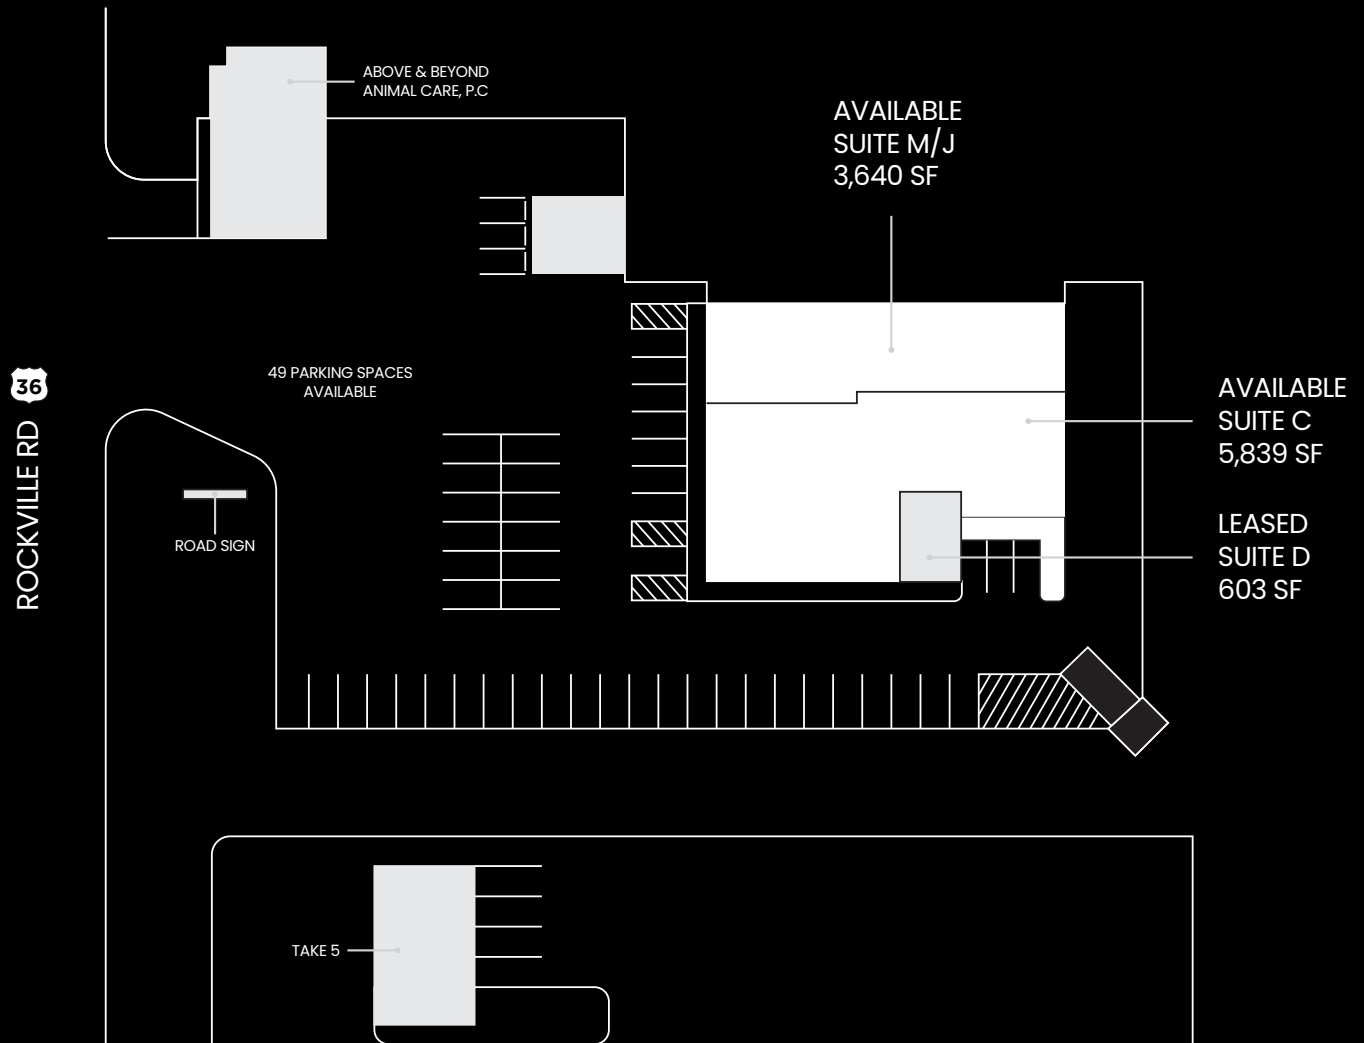 ABOVE & BEYOND
ANIMAL CARE, P.C
AVAILABLE
SUITE M/J
3,640 SF
49 PARKING SPACES
AVAILABLE
36
ROCKVILLE RD
AVAILABLE
SUITE C
5,839 SF
ROAD SIGN
LEASED
SUITE D
603 SF
TAKE 5